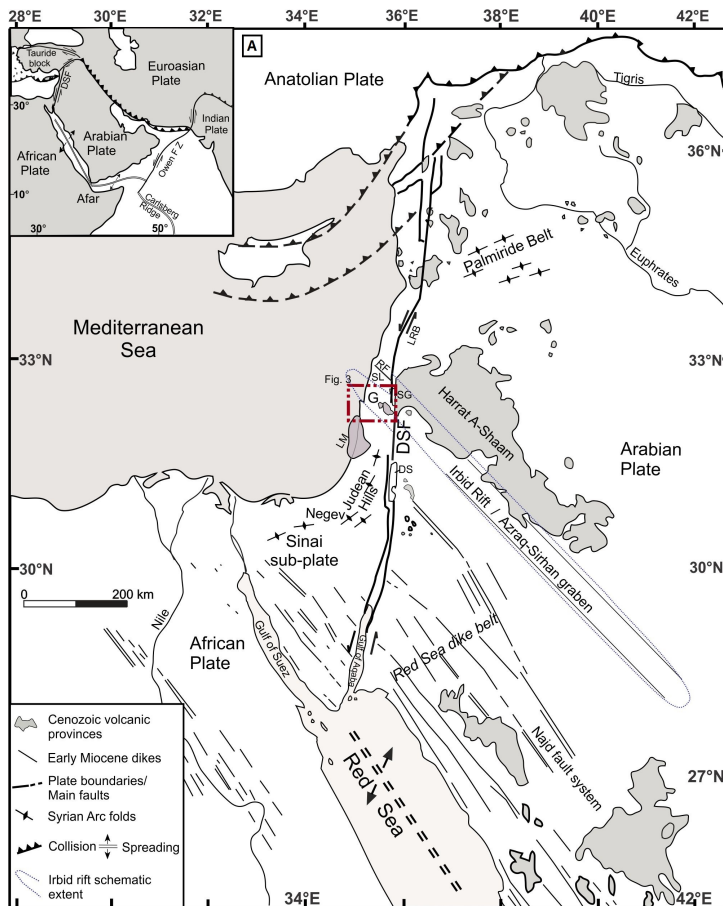 28°E
30°E
34°E
36°E
38°E
40°E
42°E
A
Tauride
block
DSF
Euroasian
Plate
30°
Arabian
Plate
Indian
Plate
African
Plate
Owen F Z
10°
Afar
Carlsberg
Ridge
30°
50°
Anatolian Plate
Tigris
36°N
Palmiride Belt
Euphrates
Mediterranean
Sea
LRB
33°N
33°N
RF
SL
Fig. 3
G
SG
Harrat A-Shaam
LM
DSF
Arabian
Plate
DS
Judean
Hills
Negev
Irbid Rift / Azraq-Sirhan graben
Sinai
sub-plate
30°N
30°N
0
200 km
Nile
African
Plate
Gulf of Suez
Gulf of Aqaba
Red Sea dike belt
Najd fault system
Red Sea
27°N
Cenozoic volcanic
provinces
Early Miocene dikes
Plate boundaries/
Main faults
Syrian Arc folds
Collision
Spreading
Irbid rift schematic
extent
34°E
42°E